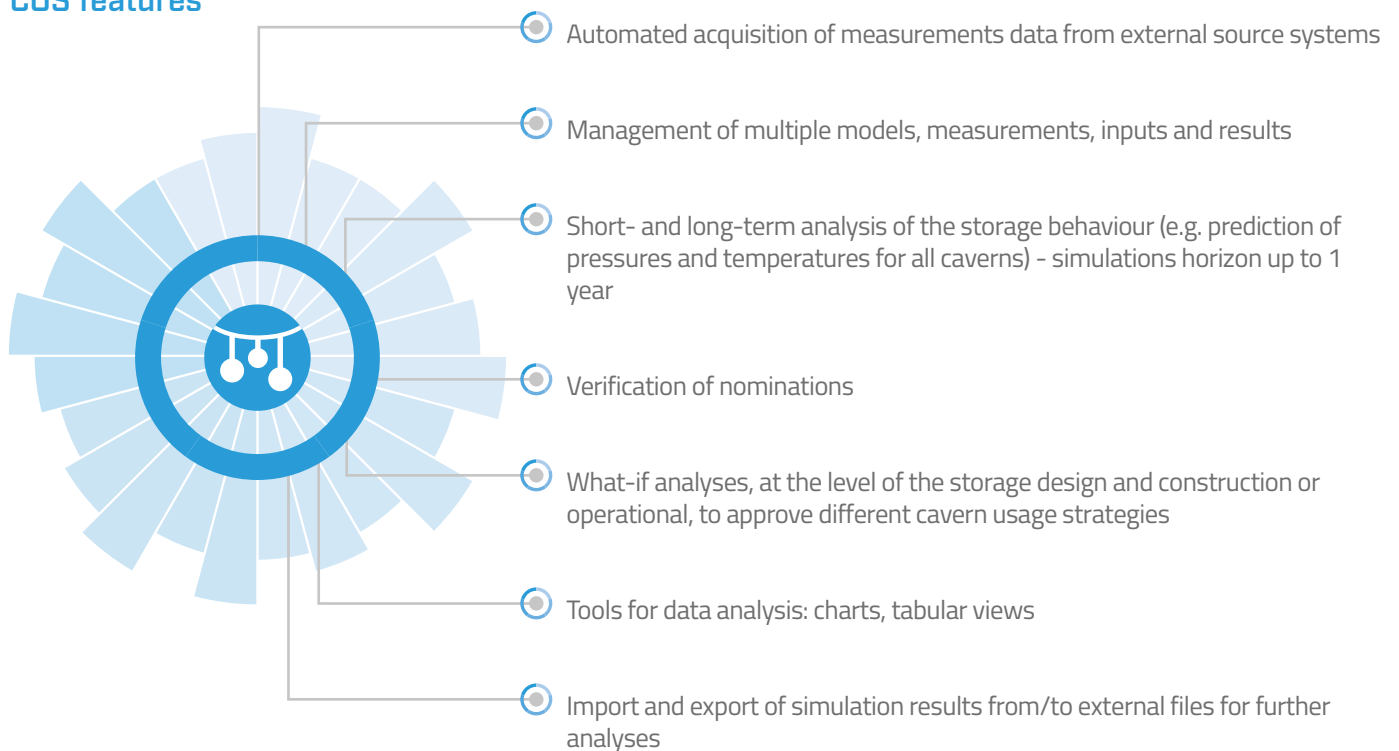 COS features
Automated acquisition of measurements data from external source systems
Management of multiple models, measurements, inputs and results
Short- and long-term analysis of the storage behaviour (e.g. prediction of
pressures and temperatures for all caverns) - simulations horizon up to 1
year
Verification of nominations
What-if analyses, at the level of the storage design and construction or
operational, to approve different cavern usage strategies
Tools for data analysis: charts, tabular views
Import and export of simulation results from/to external files for further
analyses